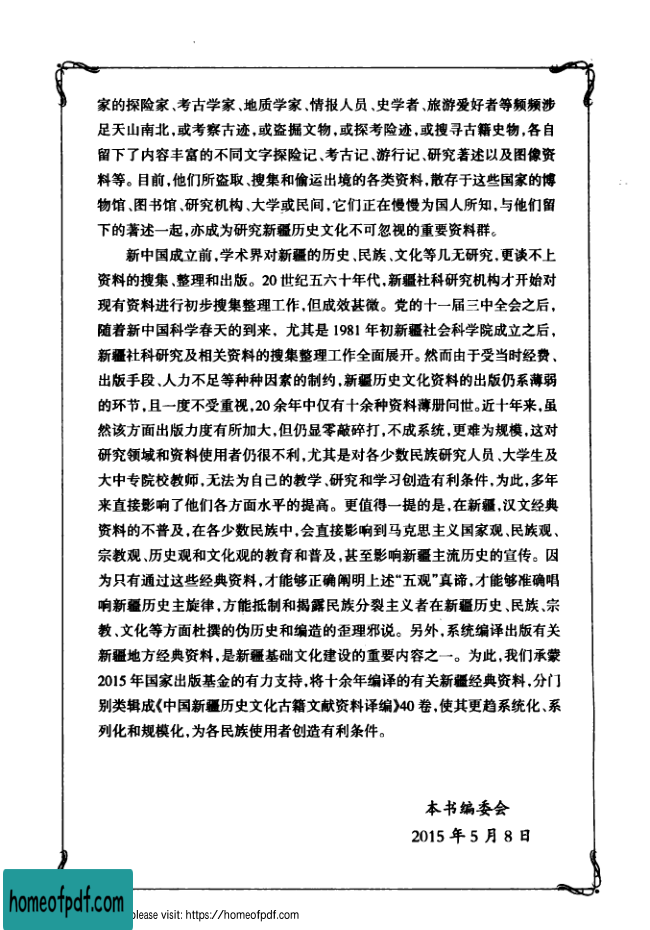 家的探险家、考古学家、地质学家、情报人员、史学者、旅游爱好者等频频涉
足天山南北,或考察古迹,或盗掘文物,或探考险迹,或搜寻古籍史物,各自
留下了内容丰富的不同文字探险记、考古记、游行记、研究著述以及图像资
料等。目前,他们所盗取、搜集和偷运出境的各类资料,散存于这些国家的博
物馆、图书馆、研究机构、大学或民间,它们正在慢慢为国人所知,与他们留
下的著述一起,亦成为研究新疆历史文化不可忽视的重要资料群。
新中国成立前,学术界对新疆的历史、民族、文化等几无研究,更谈不上
资料的搜集、整理和出版。20世纪五六十年代,新疆社科研究机构才开始对
现有资料进行初步搜集整理工作,但成效甚微。党的十一届三中全会之后,
随着新中国科学春天的到来,尤其是1981年初新疆社会科学院成立之后,
新疆社科研究及相关资料的搜集整理工作全面展开。然而由于受当时经费、
出版手段、人力不足等种种因素的制约,新疆历史文化资料的出版仍系薄弱
的环节,且一度不受重视,20余年中仅有十余种资料薄册问世。近十年来,虽
然该方面出版力度有所加大,但仍显零敲碎打,不成系统,更难为规模,这对
研究领域和资料使用者仍很不利,尤其是对各少数民族研究人员、大学生及
大中专院校教师,无法为自己的教学、研究和学习创造有利条件,为此,多年
来直接影响了他们各方面水平的提高。更值得一提的是,在新疆,汉文经典
资料的不普及,在各少数民族中,会直接影响到马克思主义国家观、民族观、
宗教观、历史观和文化观的教育和普及,甚至影响新疆主流历史的宣传。因
为只有通过这些经典资料,才能够正确阐明上述“五观”真谛,才能够准确唱
响新疆历史主旋律,方能抵制和揭露民族分裂主义者在新疆历史、民族、宗
教、文化等方面杜撰的伪历史和编造的歪理邪说。另外,系统编译出版有关
新疆地方经典资料,是新疆基础文化建设的重要内容之一。为此,我们承蒙
2015年国家出版基金的有力支持,将十余年编译的有关新疆经典资料,分门
别类辑成《中国新疆历史文化古籍文献资料译编》40卷,使其更趋系统化、系
列化和规模化,为各民族使用者创造有利条件。
本书编委会
2015年5月8日
homeofpdf.com
please visit: https://homeofpdf.com